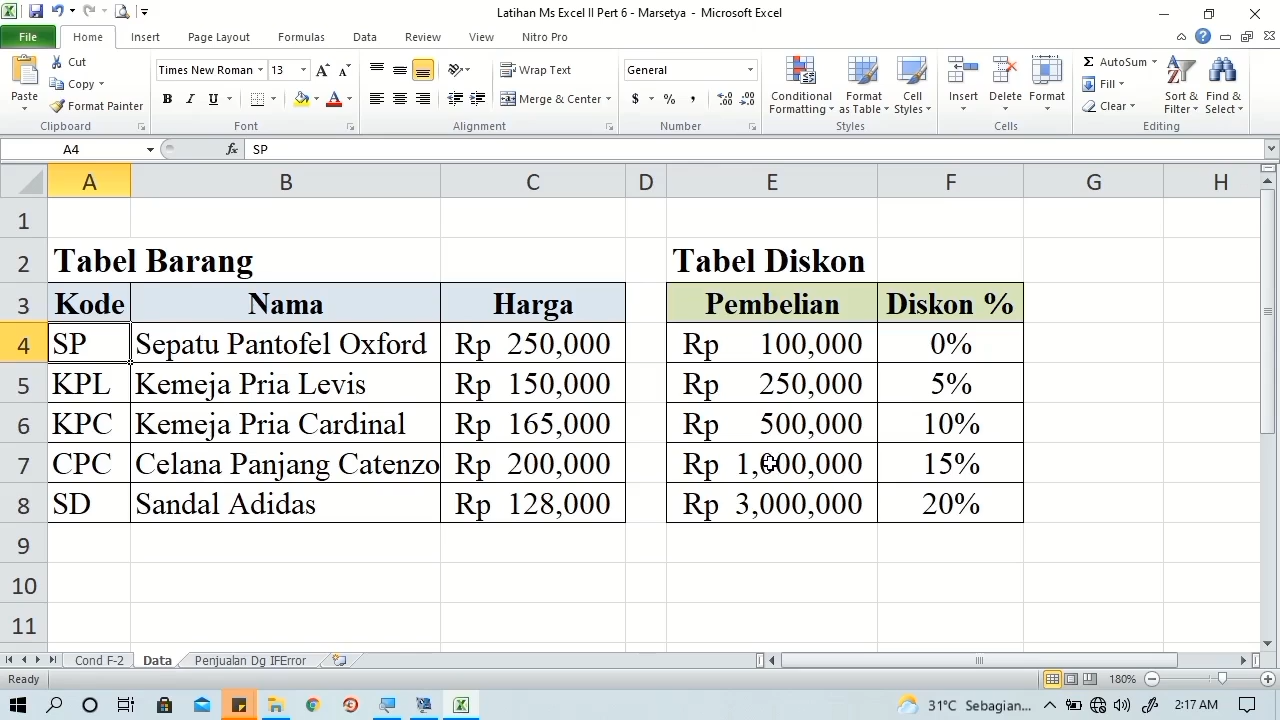 Latihan Ms Excel II Pert 6 - Marsetya - Microsoft Excel
File Home Insert Page Layout Formulas Data Review View Nitro Pro
Paste
Cut
Copy
Format Painter
Clipboard
Times New Roman 13
B I U
Font
Wrap Text
Merge & Center
Alignment
General
$ % ,
Number
Conditional Formatting
Format as Table
Cell Styles
Styles
Insert Delete Format
Cells
AutoSum
Fill
Clear
Sort & Filter
Find & Select
Editing
A4 fx SP
A B C D E F G H
1
2 Tabel Barang Tabel Diskon
3 Kode Nama Harga Pembelian Diskon %
4 SP Sepatu Pantofel Oxford Rp 250,000 Rp 100,000 0%
5 KPL Kemeja Pria Levis Rp 150,000 Rp 250,000 5%
6 KPC Kemeja Pria Cardinal Rp 165,000 Rp 500,000 10%
7 CPC Celana Panjang Catenzo Rp 200,000 Rp 1,000,000 15%
8 SD Sandal Adidas Rp 128,000 Rp 3,000,000 20%
9
10
11
Cond F-2 Data Penjualan Dg IFError
Ready 180%
31°C Sebagian... 2:17 AM